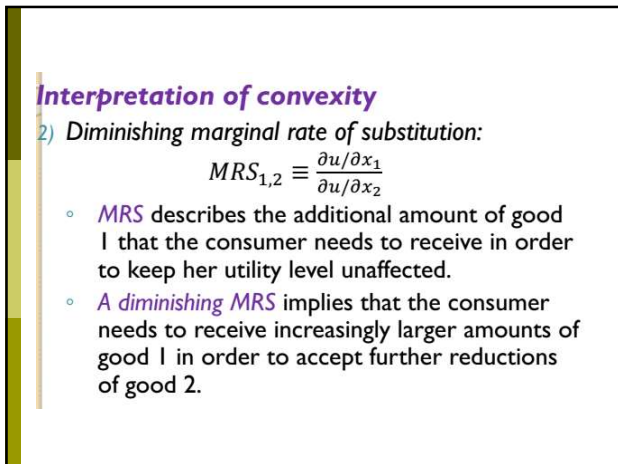 Interpretation of convexity
2) Diminishing marginal rate of substitution:
MRS₁,₂ ≡ ∂u/∂x₁ / ∂u/∂x₂
◦ MRS describes the additional amount of good
1 that the consumer needs to receive in order
to keep her utility level unaffected.
◦ A diminishing MRS implies that the consumer
needs to receive increasingly larger amounts of
good 1 in order to accept further reductions
of good 2.